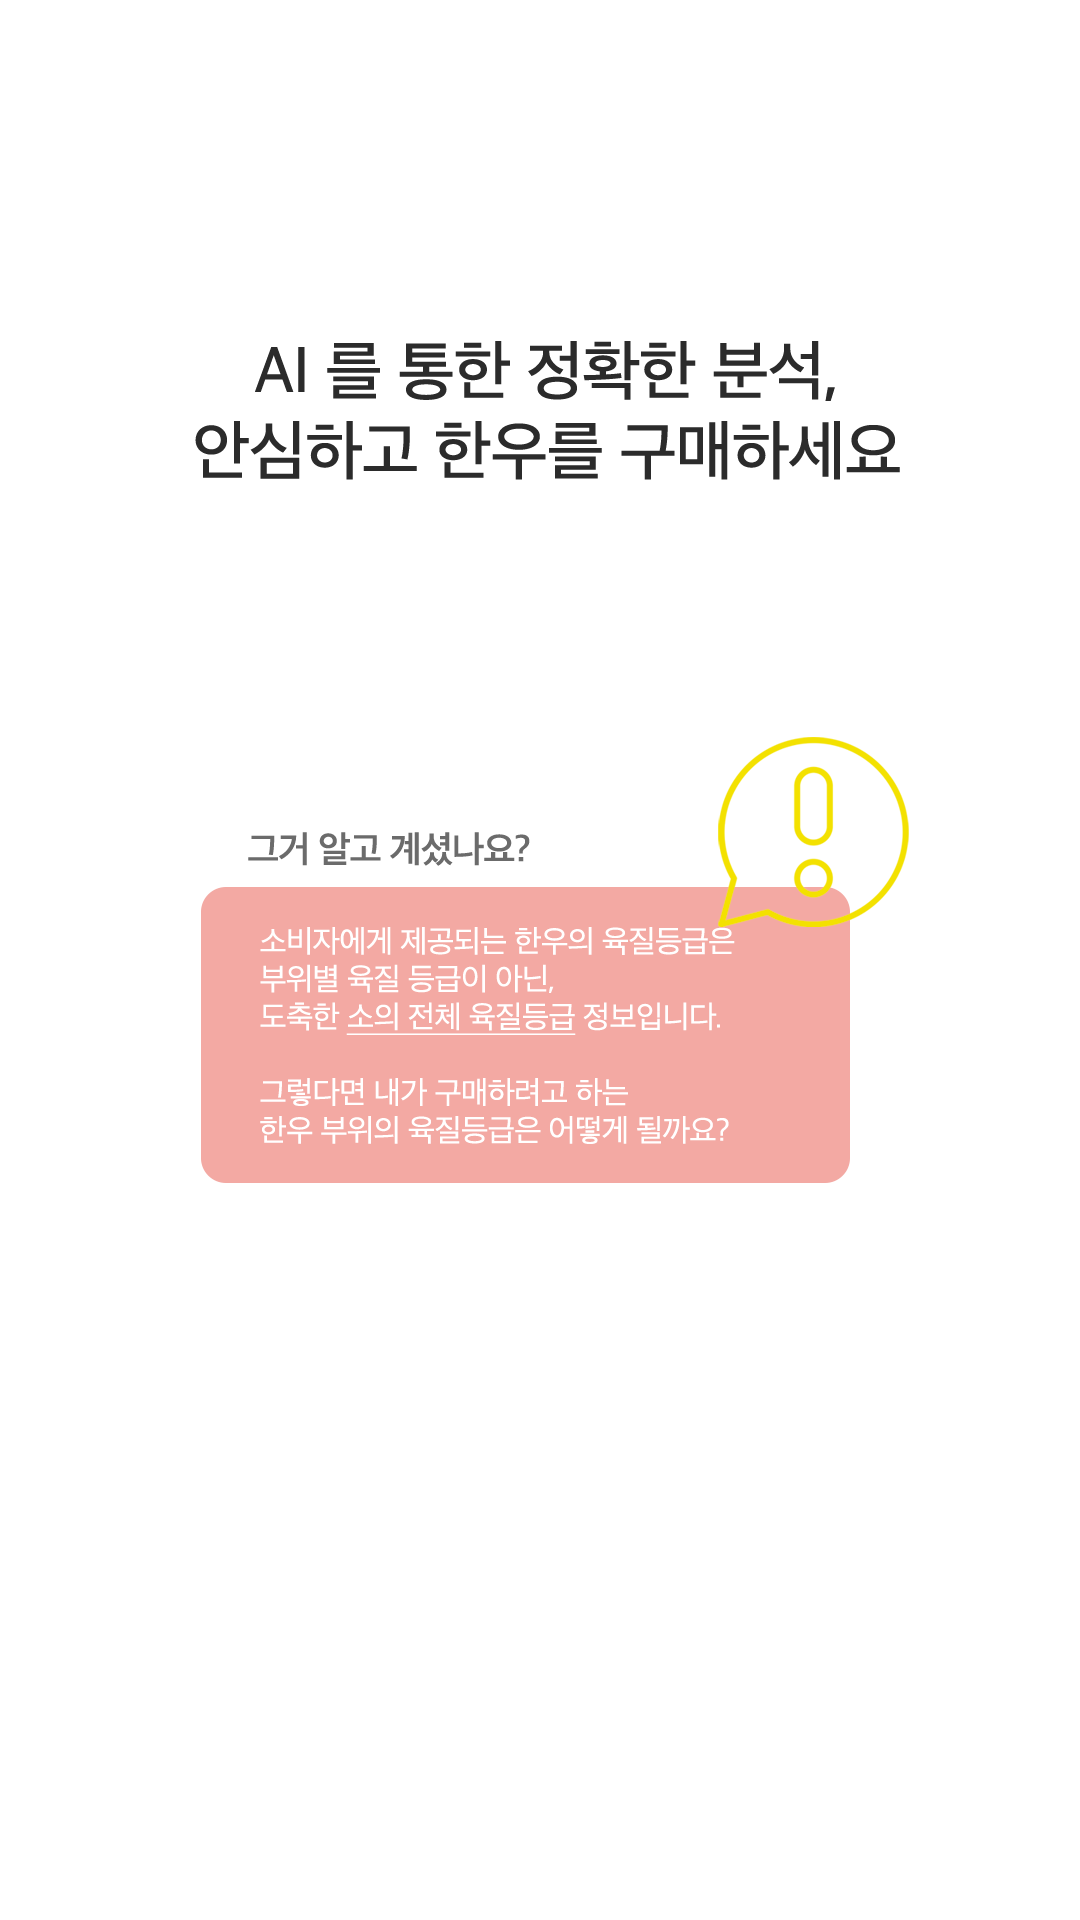 AI 를 통한 정확한 분석,
안심하고 한우를 구매하세요
그거 알고 계셨나요?
소비자에게 제공되는 한우의 육질등급은
부위별 육질 등급이 아닌,
도축한 소의 전체 육질등급 정보입니다.
그렇다면 내가 구매하려고 하는
한우 부위의 육질등급은 어떻게 될까요?